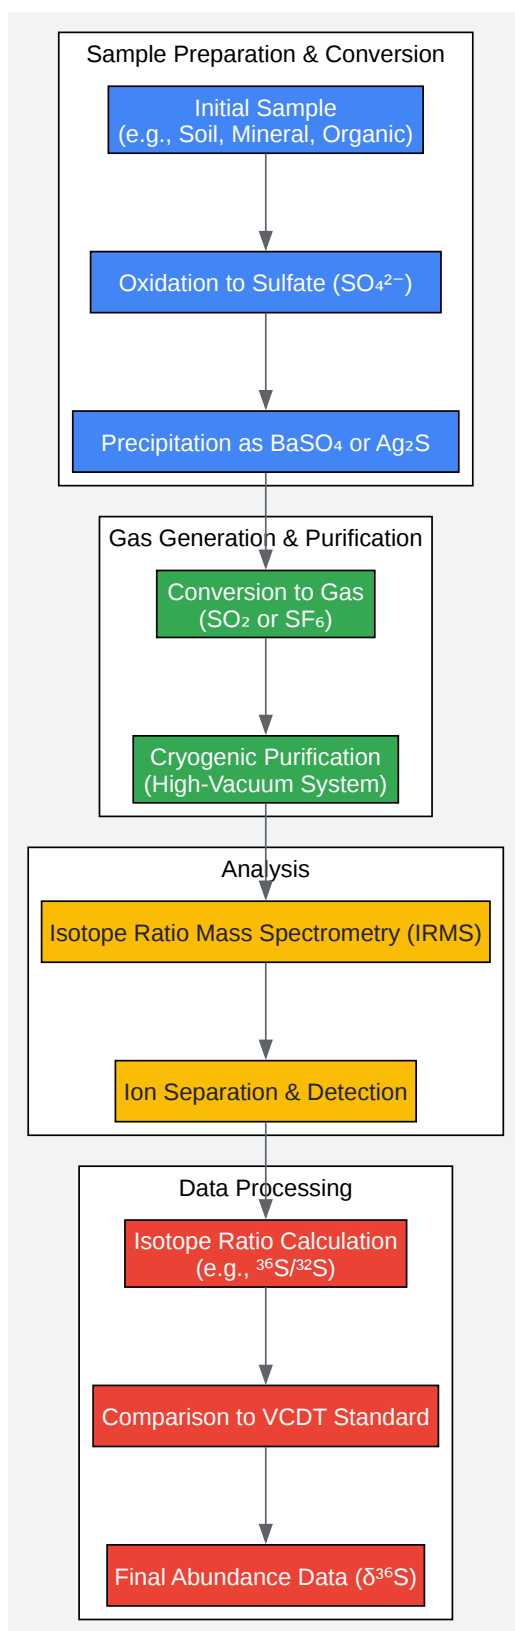 Sample Preparation & Conversion
Initial Sample
(e.g., Soil, Mineral, Organic)
Oxidation to Sulfate (SO₄²⁻)
Precipitation as BaSO₄ or Ag₂S
Gas Generation & Purification
Conversion to Gas
(SO₂ or SF₆)
Cryogenic Purification
(High-Vacuum System)
Analysis
Isotope Ratio Mass Spectrometry (IRMS)
Ion Separation & Detection
Data Processing
Isotope Ratio Calculation
(e.g., ³⁶S/³²S)
Comparison to VCDT Standard
Final Abundance Data (δ³⁶S)